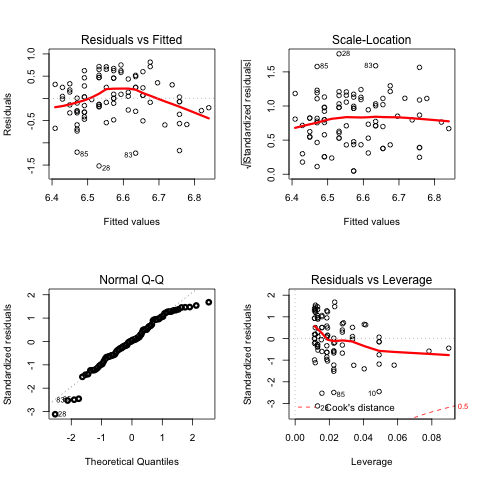 Residuals vs Fitted
Residuals
1.0
0.5
-0.5
-1.5
85
28
83
6.4 6.5 6.6 6.7 6.8
Fitted values
Scale-Location
√|Standardized residuals|
1.5
1.0
0.5
0.0
28
85
83
6.4 6.5 6.6 6.7 6.8
Fitted values
Normal Q-Q
Standardized residuals
2
1
0
-1
-2
-3
28
-2 -1 0 1 2
Theoretical Quantiles
Residuals vs Leverage
Standardized residuals
2
1
0
-1
-2
-3
85
10
Cook's distance
0.5
0.00 0.02 0.04 0.06 0.08
Leverage